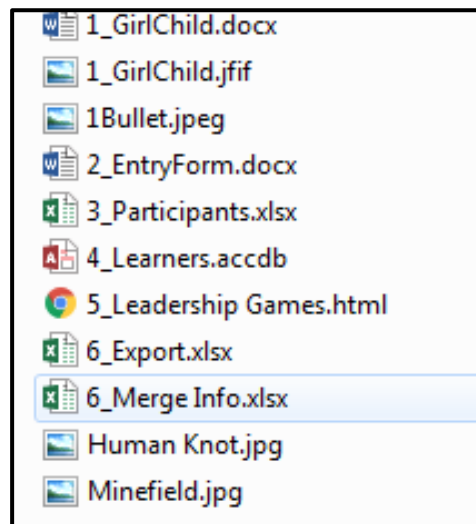 1_GirlChild.docx
1_GirlChild.jfif
1Bullet.jpeg
2_EntryForm.docx
3_Participants.xlsx
4_Learners.accdb
5_Leadership Games.html
6_Export.xlsx
6_Merge Info.xlsx
Human Knot.jpg
Minefield.jpg